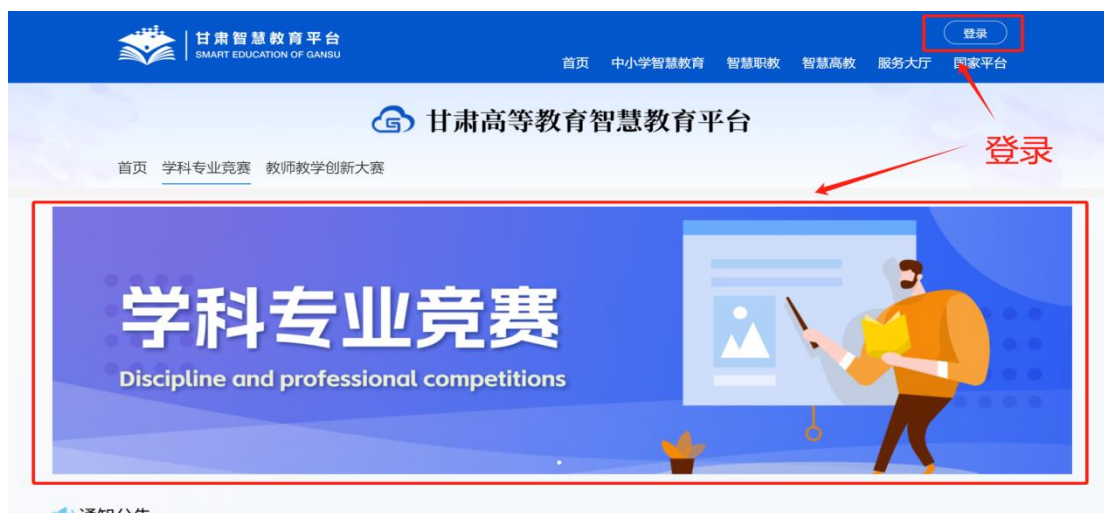 甘肃智慧教育平台
SMART EDUCATION OF GANSU
登录
首页 中小学智慧教育 智慧职教 智慧高教 服务大厅 国家平台
甘肃高等教育智慧教育平台
登录
首页 学科专业竞赛 教师教学创新大赛
学科专业竞赛
Discipline and professional competitions
通知公告